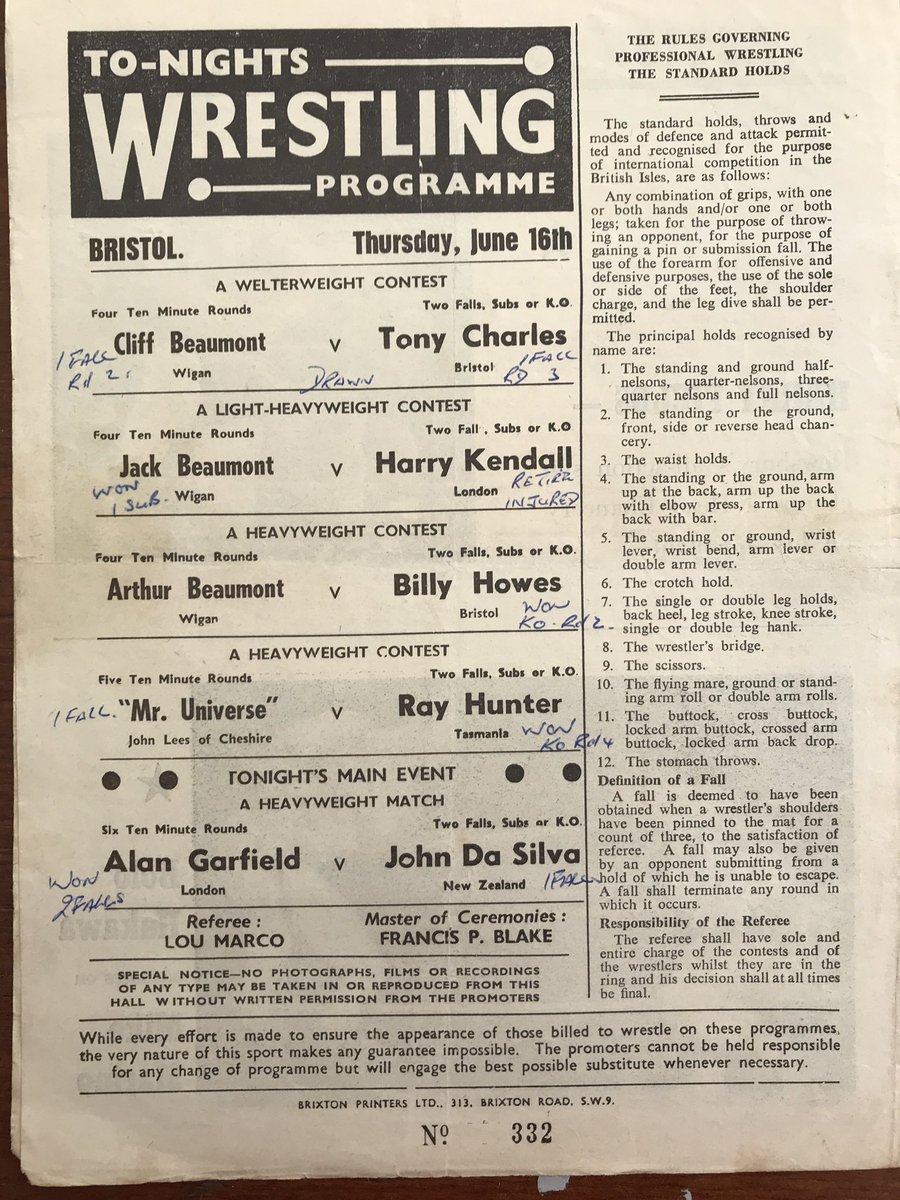 TO-NIGHTS
WRESTLING
PROGRAMME
BRISTOL. Thursday, June 16th
A WELTERWEIGHT CONTEST
Four Ten Minute Rounds Two Falls, Subs or K.O.
Cliff Beaumont v Tony Charles
Wigan Bristol
1 FALL
Rd 2.
DRAWN
1 FALL
RD 3
A LIGHT-HEAVYWEIGHT CONTEST
Four Ten Minute Rounds Two Fall , Subs or K.O
Jack Beaumont v Harry Kendall
Wigan London
WON
1 SUB.
RETIRE
INJURED
A HEAVYWEIGHT CONTEST
Four Ten Minute Rounds Two Falls, Subs or K.O.
Arthur Beaumont v Billy Howes
Wigan Bristol
WON
KO. Rd 2
A HEAVYWEIGHT CONTEST
Five Ten Minute Rounds Two Falls, Subs or K.O.
1 FALL. "Mr. Universe" v Ray Hunter
John Lees of Cheshire Tasmania
WON
KO Rd 4
TONIGHT'S MAIN EVENT
A HEAVYWEIGHT MATCH
Six Ten Minute Rounds Two Falls, Subs or K.O.
Alan Garfield v John Da Silva
London New Zealand
WON
2 FALLS
1 FALL
Referee : Master of Ceremonies :
LOU MARCO FRANCIS P. BLAKE
SPECIAL NOTICE—NO PHOTOGRAPHS, FILMS OR RECORDINGS
OF ANY TYPE MAY BE TAKEN IN OR REPRODUCED FROM THIS
HALL WITHOUT WRITTEN PERMISSION FROM THE PROMOTERS
THE RULES GOVERNING
PROFESSIONAL WRESTLING
THE STANDARD HOLDS
The standard holds, throws and
modes of defence and attack permit-
ted and recognised for the purpose
of international competition in the
British Isles, are as follows:
Any combination of grips, with one
or both hands and/or one or both
legs; taken for the purpose of throw-
ing an opponent, for the purpose of
gaining a pin or submission fall. The
use of the forearm for offensive and
defensive purposes, the use of the sole
or side of the feet, the shoulder
charge, and the leg dive shall be per-
mitted.
The principal holds recognised by
name are:
1. The standing and ground half-
nelsons, quarter-nelsons, three-
quarter nelsons and full nelsons.
2. The standing or the ground,
front, side or reverse head chan-
cery.
3. The waist holds.
4. The standing or the ground, arm
up at the back, arm up the back
with elbow press, arm up the
back with bar.
5. The standing or ground, wrist
lever, wrist bend, arm lever or
double arm lever.
6. The crotch hold.
7. The single or double leg holds,
back heel, leg stroke, knee stroke,
single or double leg hank.
8. The wrestler's bridge.
9. The scissors.
10. The flying mare, ground or stand-
ing arm roll or double arm rolls.
11. The buttock, cross buttock,
locked arm buttock, crossed arm
buttock, locked arm back drop.
12. The stomach throws.
Definition of a Fall
A fall is deemed to have been
obtained when a wrestler's shoulders
have been pinned to the mat for a
count of three, to the satisfaction of
referee. A fall may also be given
by an opponent submitting from a
hold of which he is unable to escape.
A fall shall terminate any round in
which it occurs.
Responsibility of the Referee
The referee shall have sole and
entire charge of the contests and of
the wrestlers whilst they are in the
ring and his decision shall at all times
be final.
While every effort is made to ensure the appearance of those billed to wrestle on these programmes,
the very nature of this sport makes any guarantee impossible. The promoters cannot be held responsible
for any change of programme but will engage the best possible substitute whenever necessary.
BRIXTON PRINTERS LTD., 313, BRIXTON ROAD, S.W.9.
Nº 332